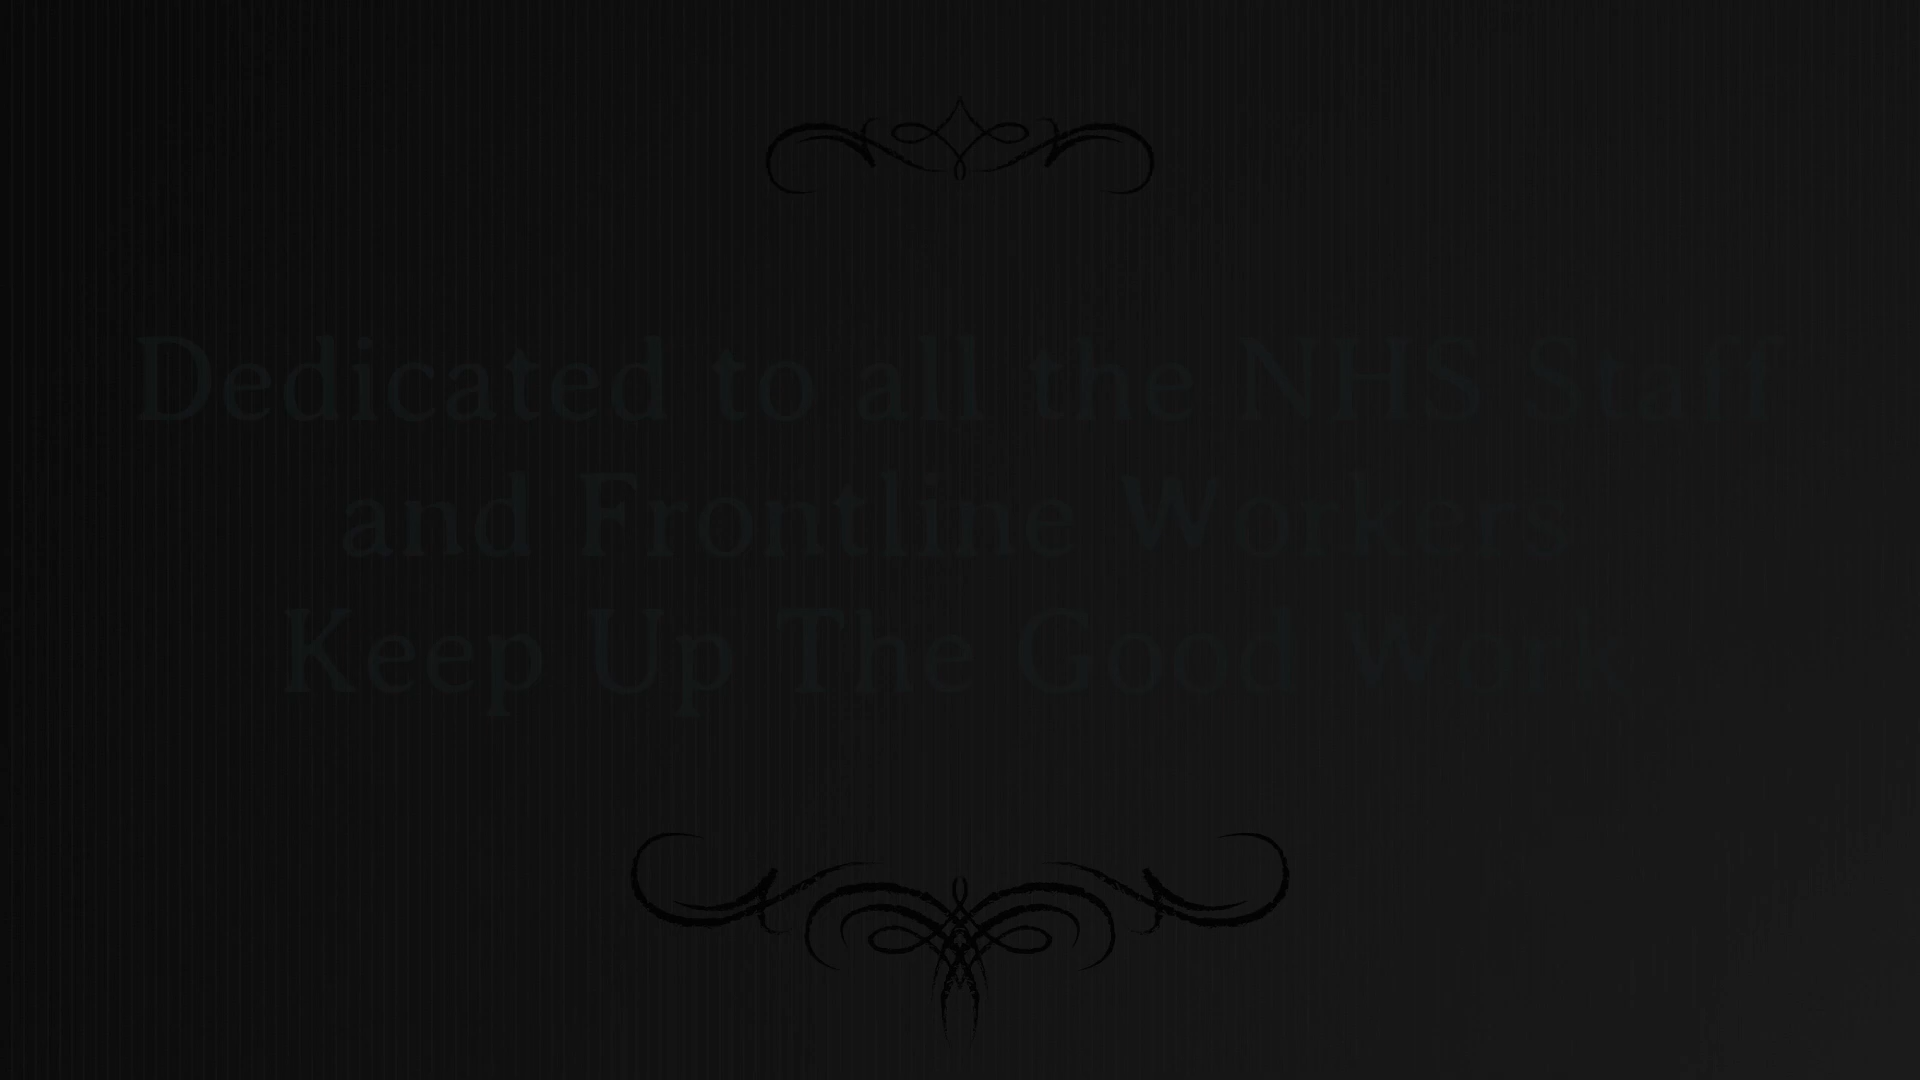 Dedicated to all the NHS Staff
and Frontline Workers
Keep Up The Good Work